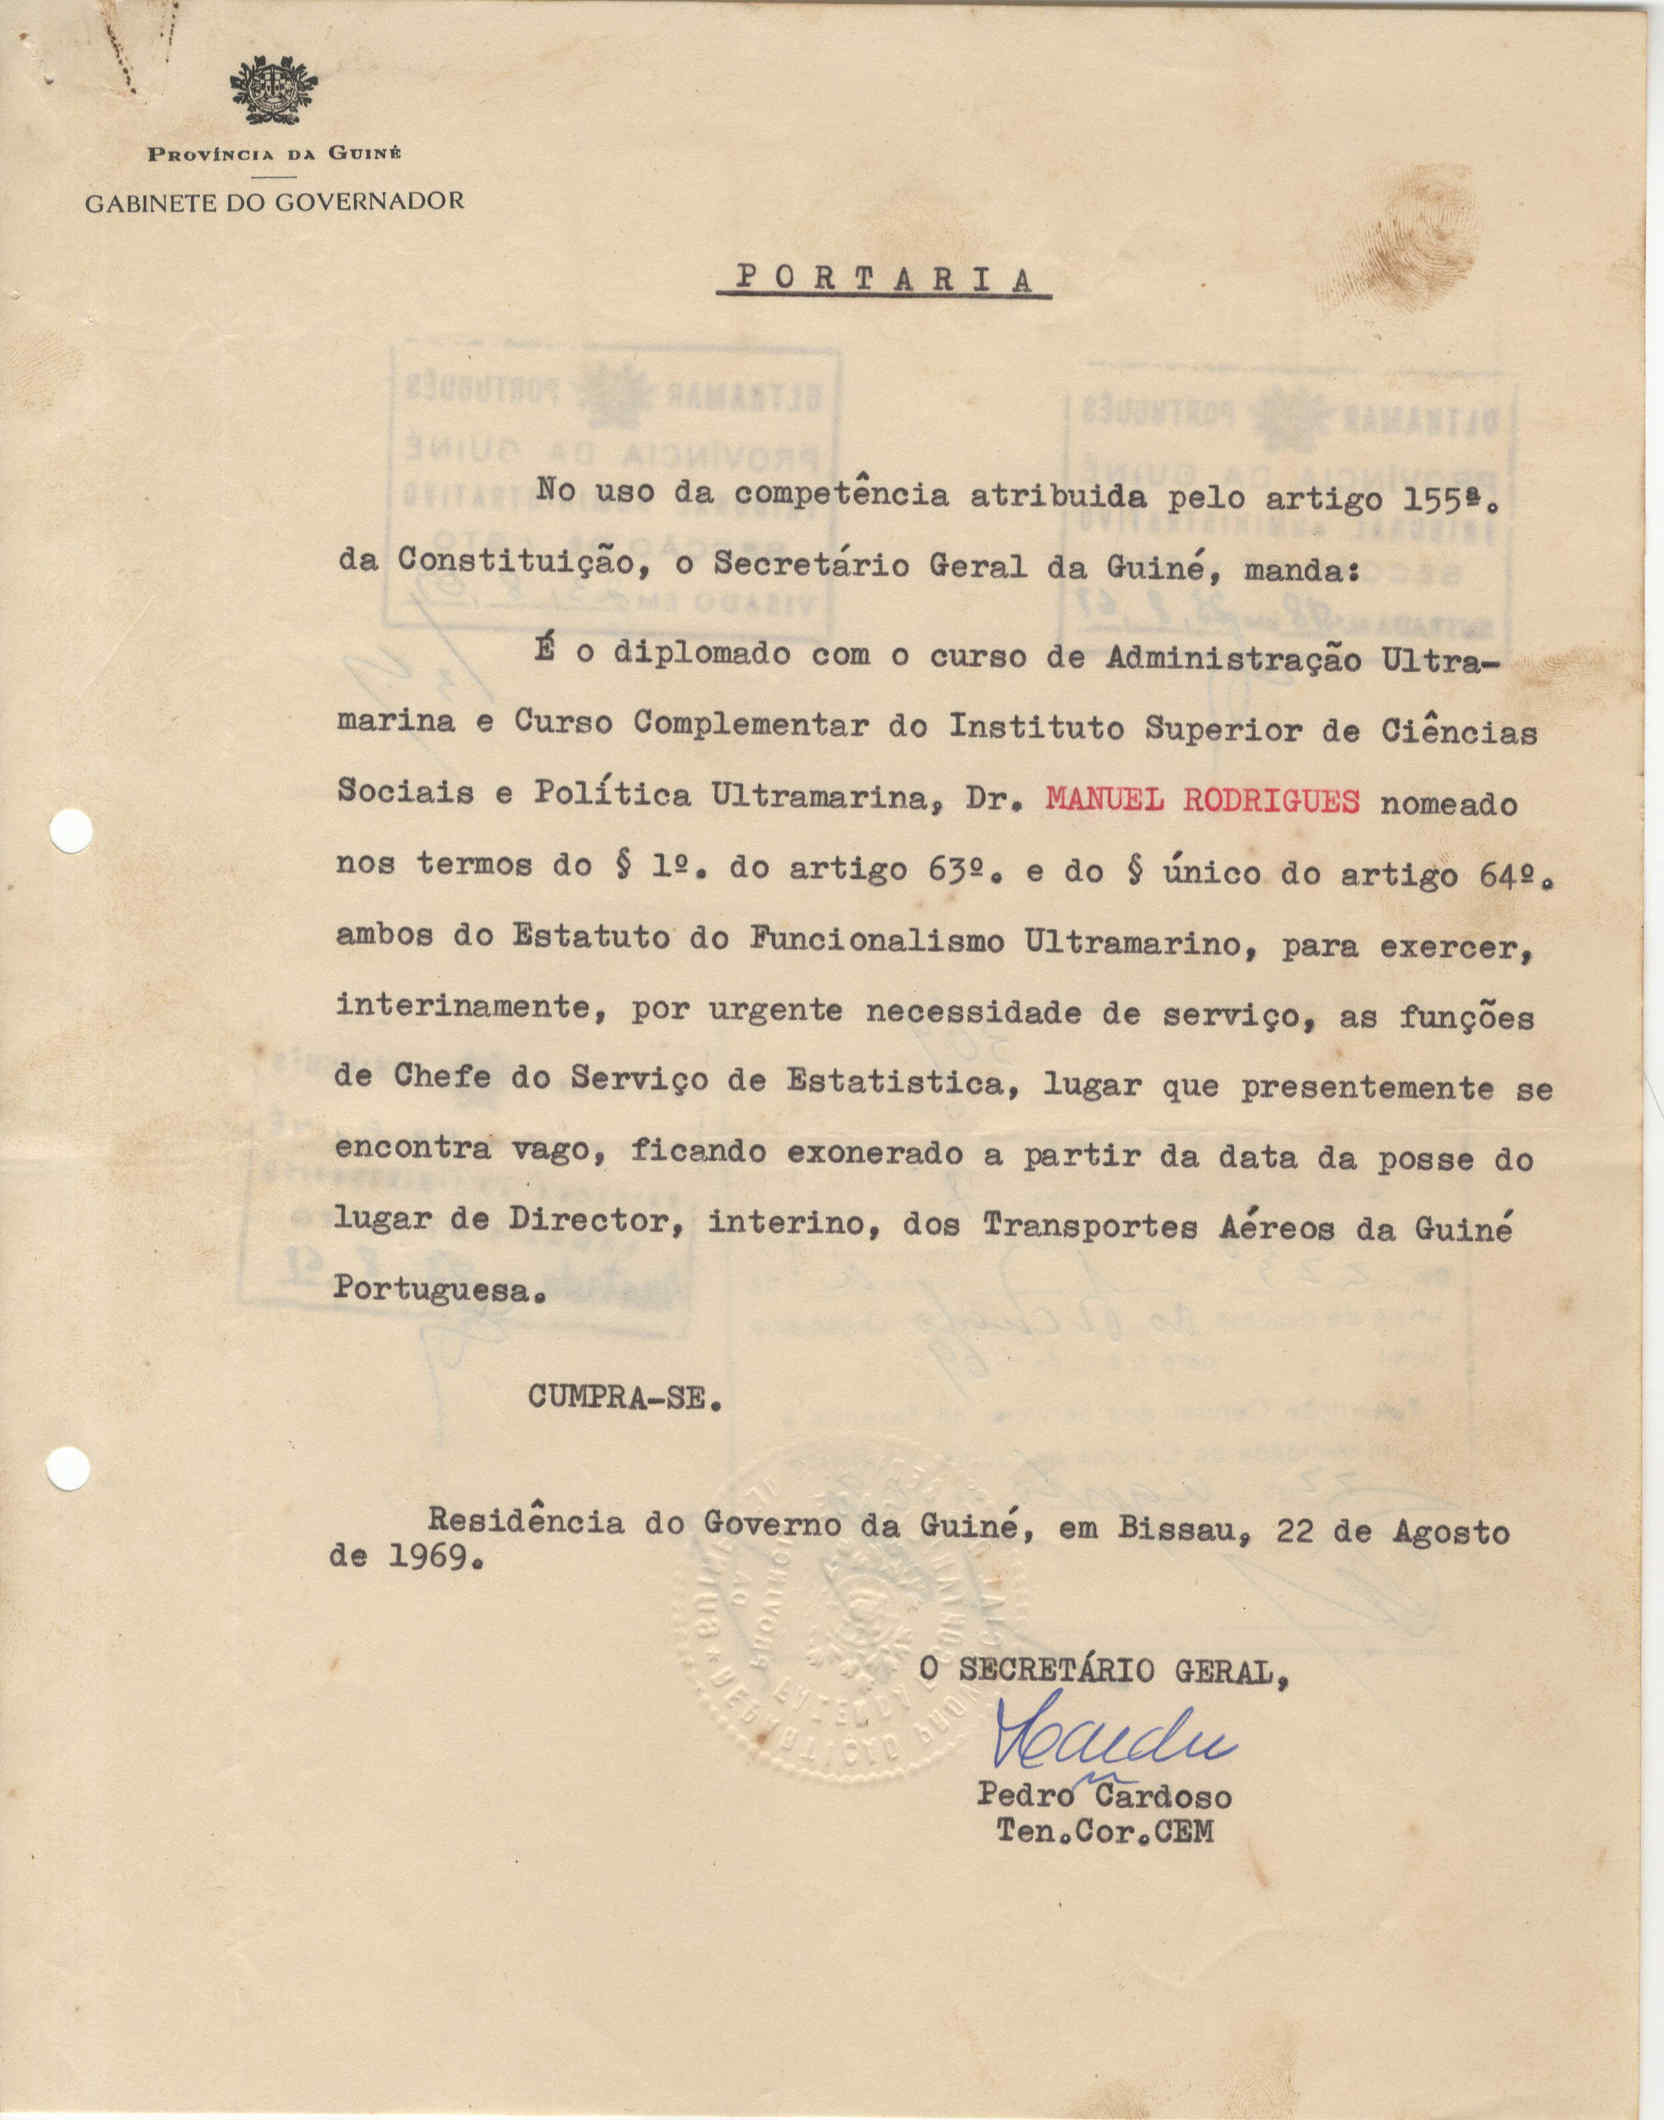 PROVÍNCIA DA GUINÉ
GABINETE DO GOVERNADOR
PORTARIA
No uso da competência atribuida pelo artigo 155º.
da Constituição, o Secretário Geral da Guiné, manda:
É o diplomado com o curso de Administração Ultra-
marina e Curso Complementar do Instituto Superior de Ciências
Sociais e Política Ultramarina, Dr. MANUEL RODRIGUES nomeado
nos termos do § 1º. do artigo 63º. e do § único do artigo 64º.
ambos do Estatuto do Funcionalismo Ultramarino, para exercer,
interinamente, por urgente necessidade de serviço, as funções
de Chefe do Serviço de Estatistica, lugar que presentemente se
encontra vago, ficando exonerado a partir da data da posse do
lugar de Director, interino, dos Transportes Aéreos da Guiné
Portuguesa.
CUMPRA-SE.
Residência do Governo da Guiné, em Bissau, 22 de Agosto
de 1969.
O SECRETÁRIO GERAL,
Pedro Cardoso
Ten.Cor.CEM